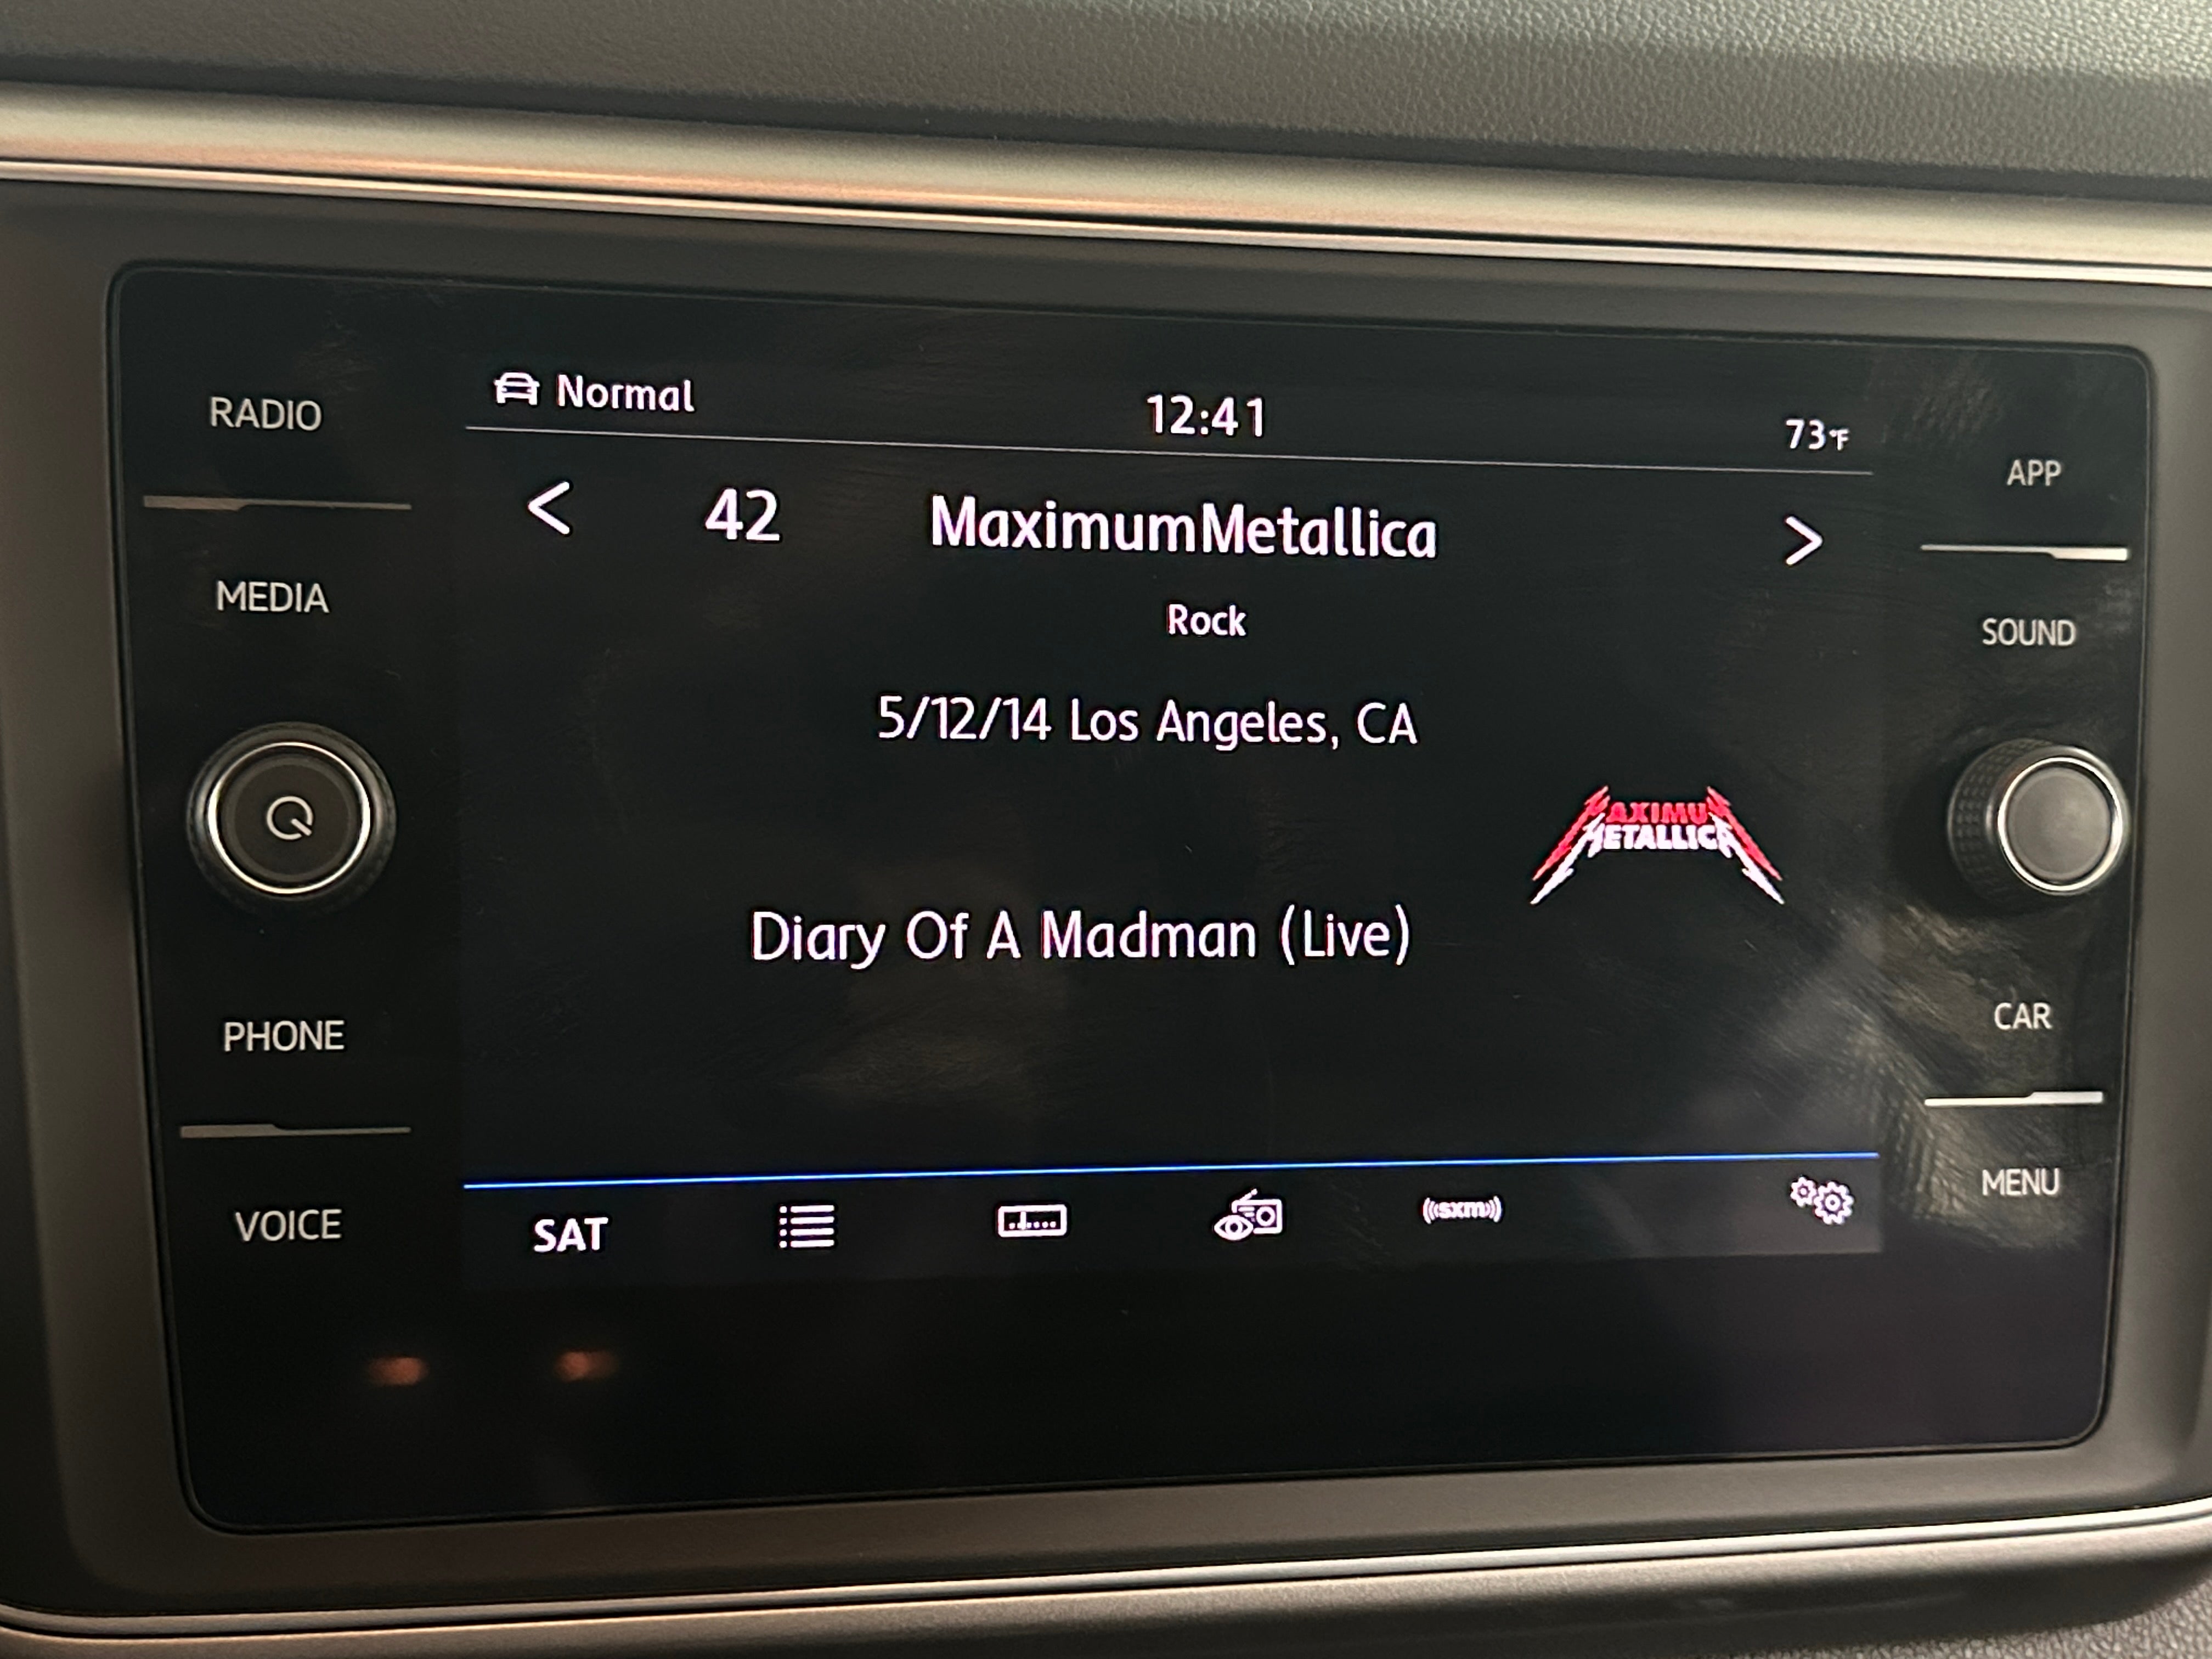 RADIO
MEDIA
PHONE
VOICE
Normal
12:41
73°F
< 42 MaximumMetallica >
Rock
5/12/14 Los Angeles, CA
MAXIMUM
METALLICA
Diary Of A Madman (Live)
SAT
((sxm))
APP
SOUND
CAR
MENU